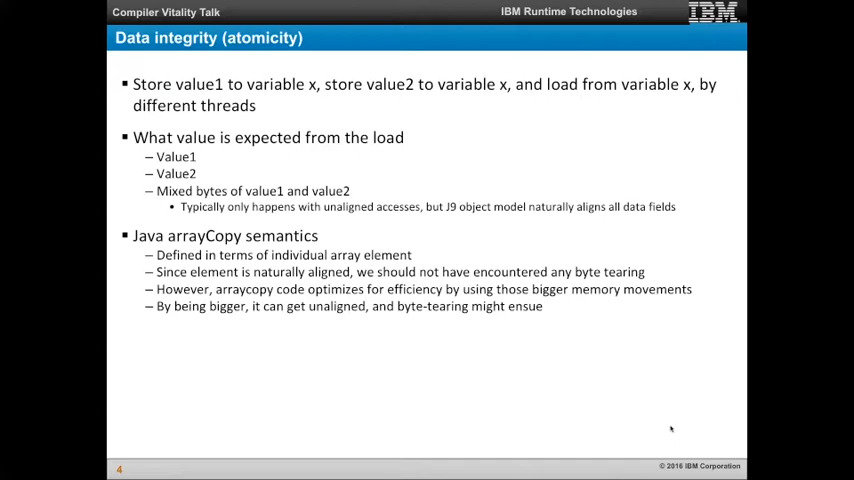 Compiler Vitality Talk
IBM Runtime Technologies
IBM
Data integrity (atomicity)
▪ Store value1 to variable x, store value2 to variable x, and load from variable x, by
different threads
▪ What value is expected from the load
– Value1
– Value2
– Mixed bytes of value1 and value2
• Typically only happens with unaligned accesses, but J9 object model naturally aligns all data fields
▪ Java arrayCopy semantics
– Defined in terms of individual array element
– Since element is naturally aligned, we should not have encountered any byte tearing
– However, arraycopy code optimizes for efficiency by using those bigger memory movements
– By being bigger, it can get unaligned, and byte-tearing might ensue
4
© 2016 IBM Corporation